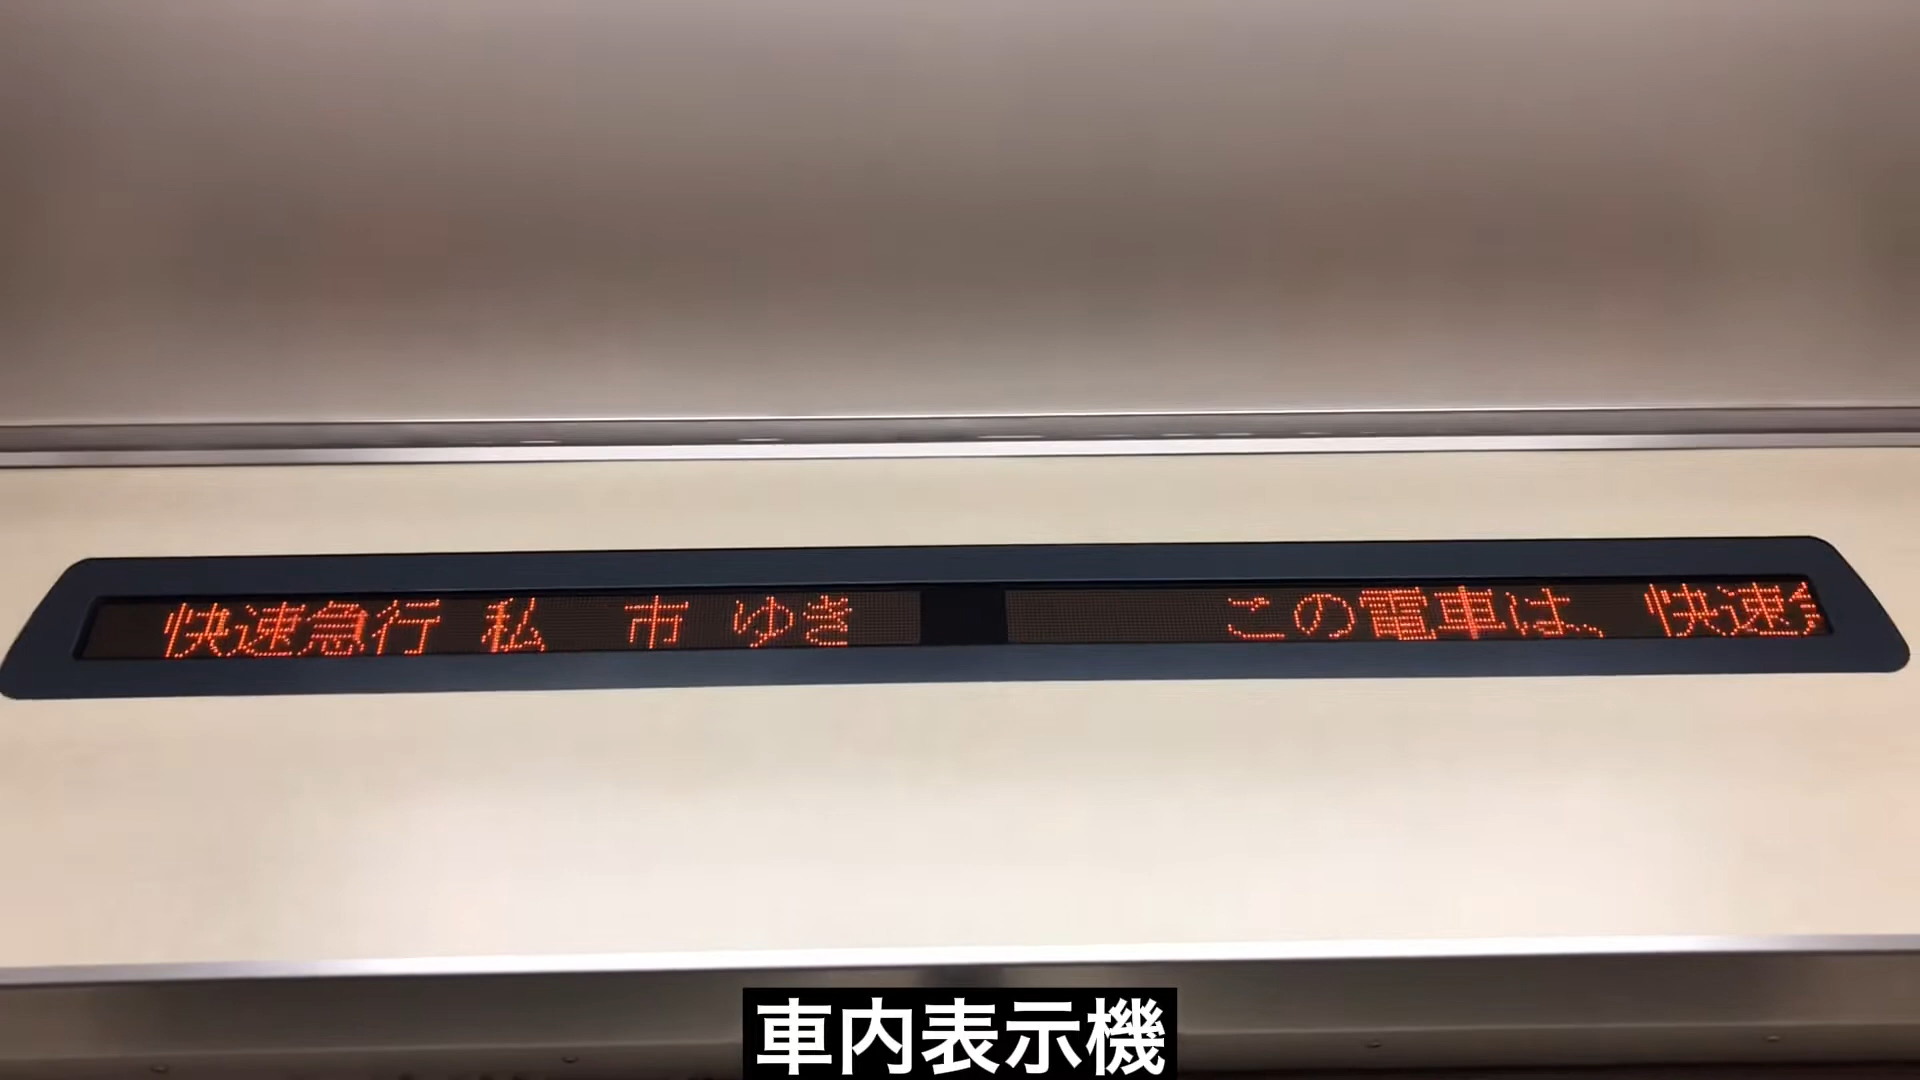 快速急行 私 市 ゆき
この電車は、 快速急
車内表示機